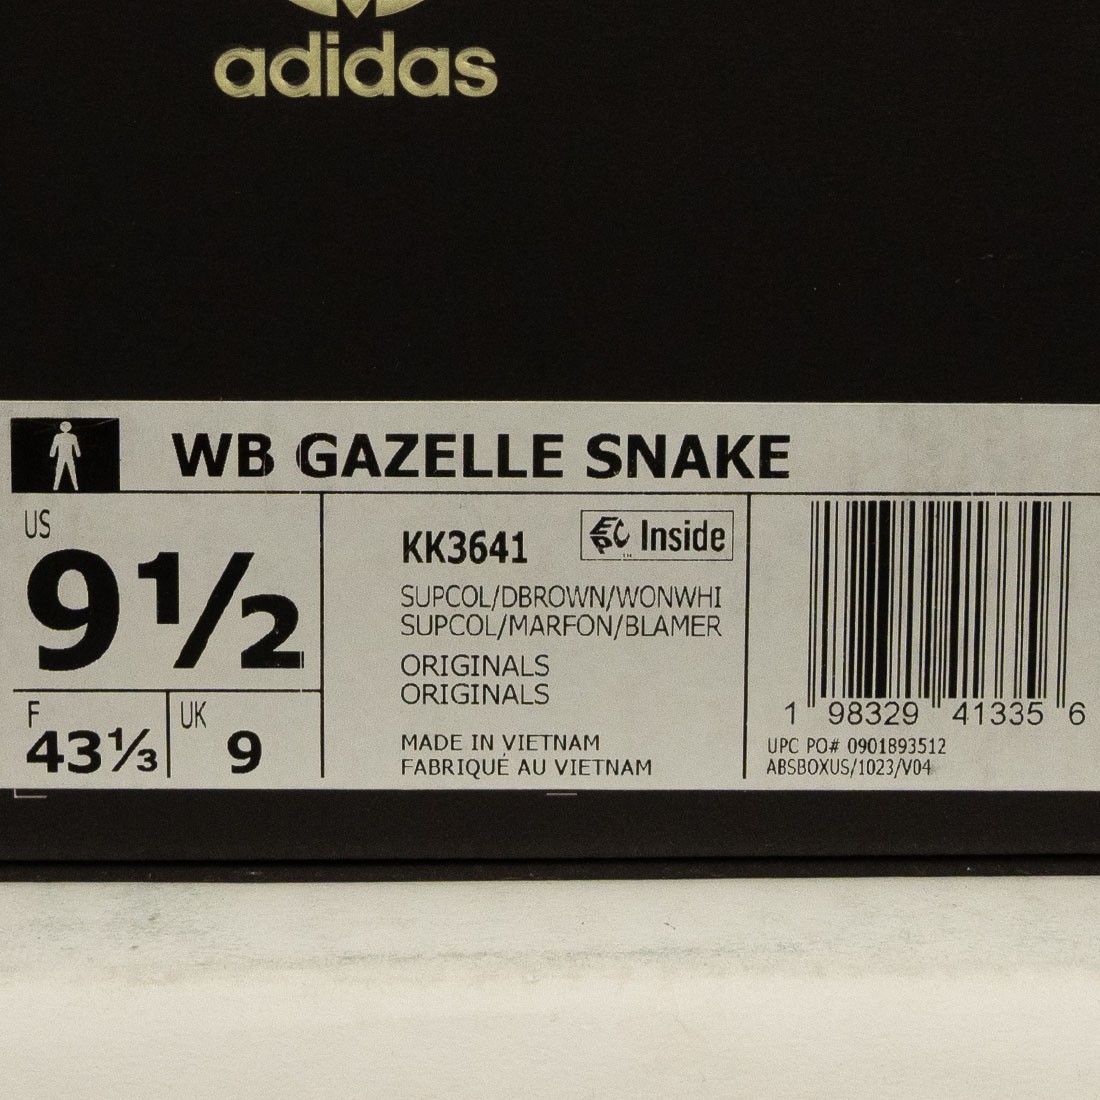 adidas
WB GAZELLE SNAKE
US
9½
F
43⅓
UK
9
KK3641
EPC Inside
SUPCOL/DBROWN/WONWHI
SUPCOL/MARFON/BLAMER
ORIGINALS
ORIGINALS
MADE IN VIETNAM
FABRIQUÉ AU VIETNAM
1 98329 41335 6
UPC PO# 0901893512
ABSBOXUS/1023/V04